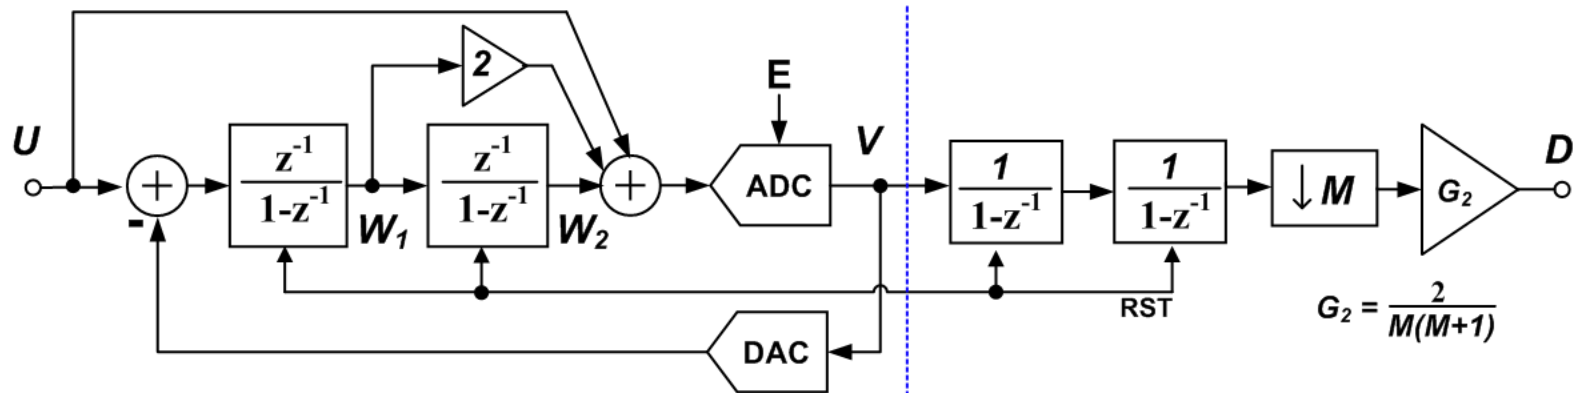 U
-
+
z⁻¹
1-z⁻¹
W₁
2
z⁻¹
1-z⁻¹
W₂
+
E
ADC
V
DAC
1
1-z⁻¹
1
1-z⁻¹
RST
↓ M
G₂
D
G₂ = 2
M(M+1)